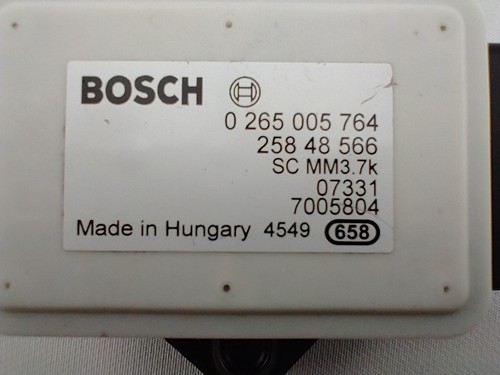 BOSCH
0 265 005 764
258 48 566
SC MM3.7k
07331
7005804
Made in Hungary 4549 658